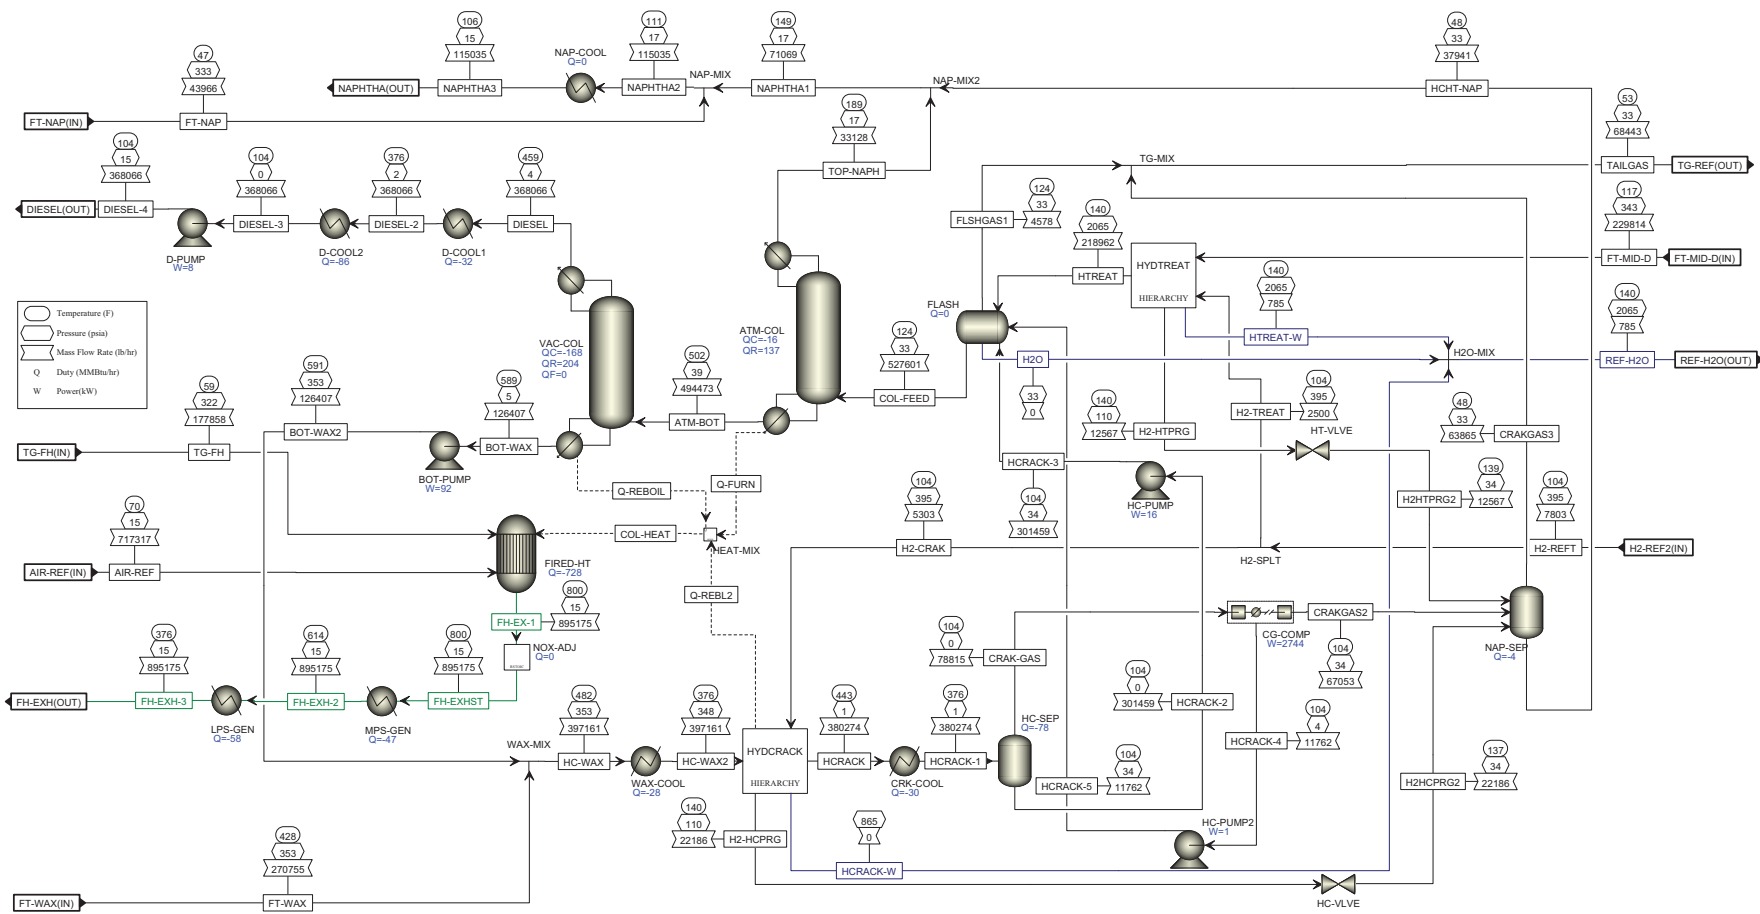 106
15
115035
NAPHTHA(OUT)
NAPHTHA3
NAP-COOL
Q=0
111
17
115035
NAPHTHA2
NAP-MIX
149
17
71069
NAPHTHA1
NAP-MIX2
48
33
37941
HCHT-NAP
47
333
43966
FT-NAP(IN)
FT-NAP
189
17
33128
TOP-NAPH
TG-MIX
53
33
68443
TAILGAS
TG-REF(OUT)
104
15
368066
DIESEL(OUT)
DIESEL-4
D-PUMP
W=8
104
0
368066
DIESEL-3
D-COOL2
Q=-86
376
2
368066
DIESEL-2
D-COOL1
Q=-32
459
4
368066
DIESEL
124
33
4578
FLSHGAS1
140
2065
218962
HTREAT
HYDTREAT
HIERARCHY
117
343
229814
FT-MID-D
FT-MID-D(IN)
140
2065
785
HTREAT-W
140
2065
785
REF-H2O
REF-H2O(OUT)
H2O-MIX
Temperature (F)
Pressure (psia)
Mass Flow Rate (lb/hr)
Q Duty (MMBtu/hr)
W Power(kW)
VAC-COL
QC=-168
QR=204
QF=0
ATM-COL
QC=-16
QR=137
FLASH
Q=0
H2O
33
0
124
33
527601
COL-FEED
502
39
494473
ATM-BOT
591
353
126407
BOT-WAX2
589
5
126407
BOT-WAX
BOT-PUMP
W=92
59
322
177858
TG-FH(IN)
TG-FH
140
110
12567
H2-HTPRG
H2-TREAT
104
395
2500
HT-VLVE
48
33
63865
CRAKGAS3
139
34
12567
H2HTPRG2
104
395
7803
H2-REFT
H2-REF2(IN)
HCRACK-3
104
34
301459
HC-PUMP
W=16
Q-REBOIL
Q-FURN
COL-HEAT
HEAT-MIX
Q-REBL2
104
395
5303
H2-CRAK
H2-SPLT
70
15
717317
AIR-REF(IN)
AIR-REF
FIRED-HT
Q=-728
FH-EX-1
800
15
895175
NOX-ADJ
Q=0
376
15
895175
FH-EXH(OUT)
FH-EXH-3
LPS-GEN
Q=-58
614
15
895175
FH-EXH-2
MPS-GEN
Q=-47
800
15
895175
FH-EXHST
CG-COMP
W=2744
CRAKGAS2
104
34
67053
NAP-SEP
Q=-4
104
0
78815
CRAK-GAS
104
0
301459
HCRACK-2
104
4
11762
HCRACK-4
HC-SEP
Q=-78
WAX-MIX
482
353
397161
HC-WAX
WAX-COOL
Q=-28
376
348
397161
HC-WAX2
HYDCRACK
HIERARCHY
443
1
380274
HCRACK
CRK-COOL
Q=-30
376
1
380274
HCRACK-1
HCRACK-5
104
34
11762
H2HCPRG2
137
34
22186
140
110
22186
H2-HCPRG
865
0
HCRACK-W
HC-PUMP2
W=1
HC-VLVE
428
353
270755
FT-WAX(IN)
FT-WAX